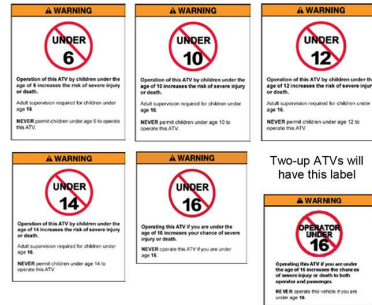 WARNING
UNDER
6
Operation of this ATV by children under the
age of 6 increases the risk of severe injury
or death.
Adult supervision required for children under
age 16.
NEVER permit children under age 6 to operate
this ATV.
WARNING
UNDER
10
Operation of this ATV by children under the
age of 10 increases the risk of severe injury
or death.
Adult supervision required for children under
age 16.
NEVER permit children under age 10 to
operate this ATV.
WARNING
UNDER
12
Operation of this ATV by children under the
age of 12 increases the risk of severe injury
or death.
Adult supervision required for children under
age 16.
NEVER permit children under age 12 to
operate this ATV.
WARNING
UNDER
14
Operation of this ATV by children under the
age of 14 increases the risk of severe injury
or death.
Adult supervision required for children under
age 16.
NEVER permit children under age 14 to
operate this ATV.
WARNING
UNDER
16
Operating this ATV if you are under the
age of 16 increases your chance of severe
injury or death.
NEVER operate this ATV if you are under
age 16.
Two-up ATVs will
have this label
WARNING
OPERATOR
UNDER
16
Operating this ATV if you are under
the age of 16 increases the chances
of severe injury or death to both
operator and passenger.
NEVER operate this vehicle if you are
under age 16.